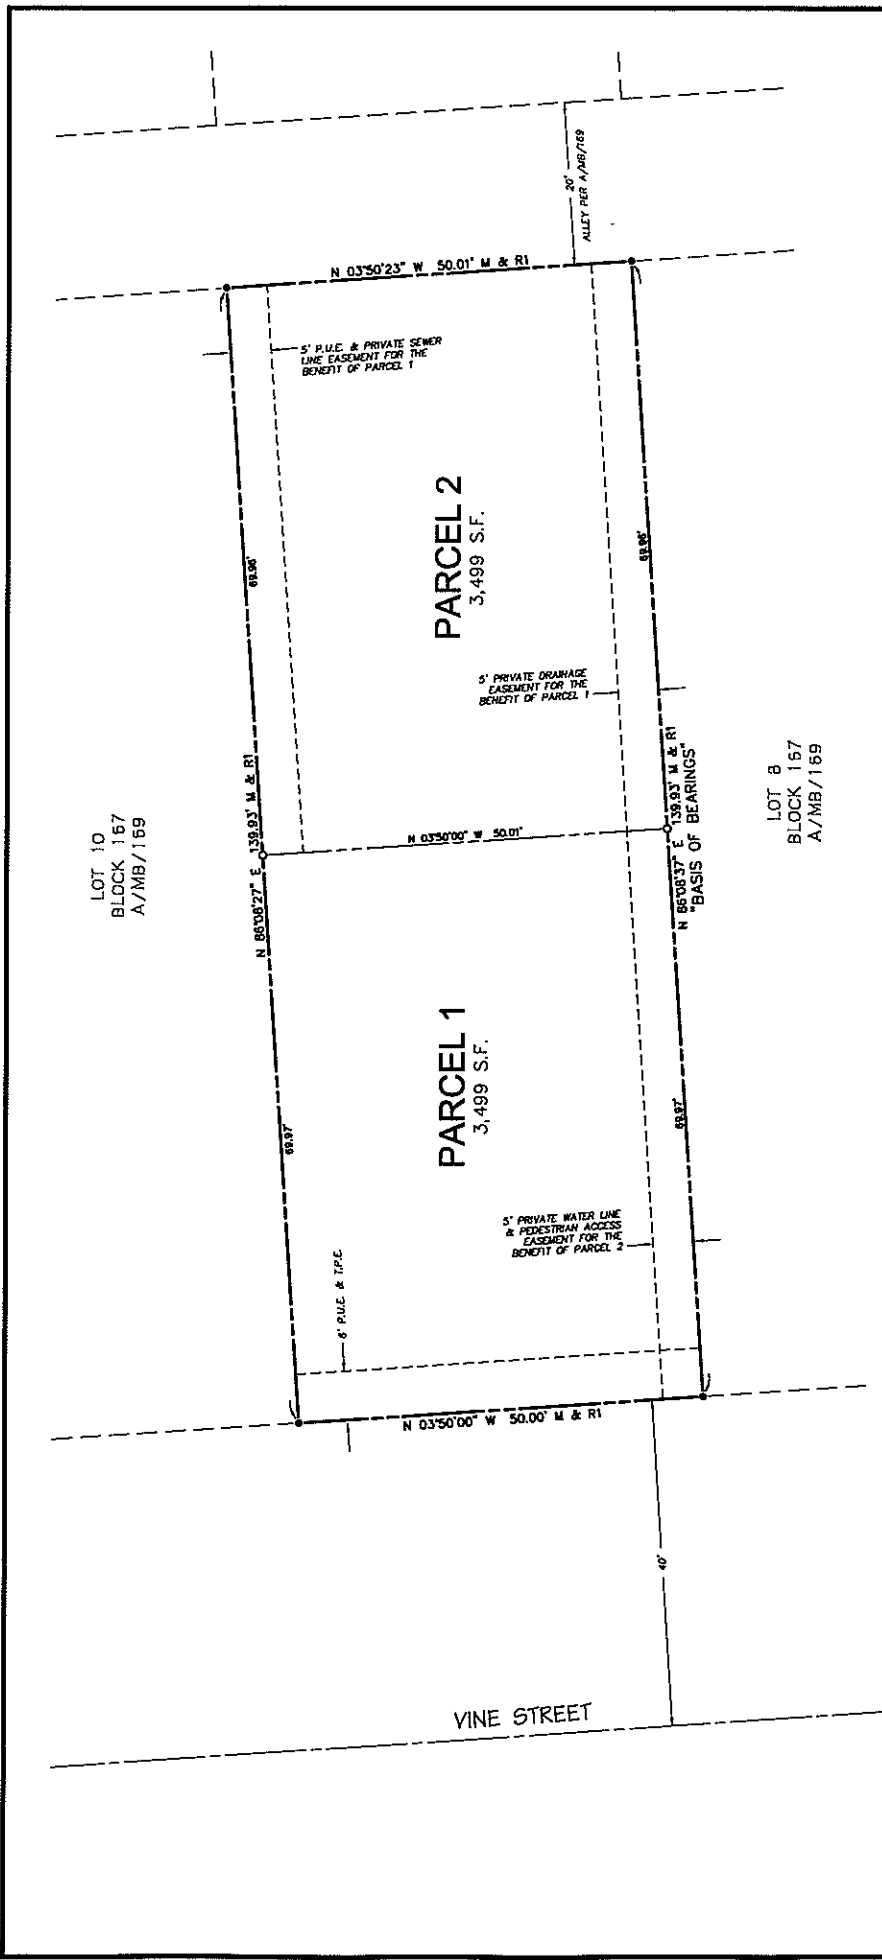 20'
ALLEY PER A/MB/169
N 03°50'23" W 50.01' M & R1
5' P.U.E. & PRIVATE SEWER
LINE EASEMENT FOR THE
BENEFIT OF PARCEL 1
PARCEL 2
3,499 S.F.
69.96'
69.96'
5' PRIVATE DRAINAGE
EASEMENT FOR THE
BENEFIT OF PARCEL 1
LOT 10
BLOCK 167
A/MB/169
N 86°08'27" E 139.93' M & R1
N 03°50'00" W 50.01'
N 86°08'37" E 139.93' M & R1
"BASIS OF BEARINGS"
LOT 8
BLOCK 167
A/MB/169
PARCEL 1
3,499 S.F.
69.97'
69.97'
5' PRIVATE WATER LINE
& PEDESTRIAN ACCESS
EASEMENT FOR THE
BENEFIT OF PARCEL 2
6' P.U.E. & T.P.E.
N 03°50'00" W 50.00' M & R1
40'
VINE STREET